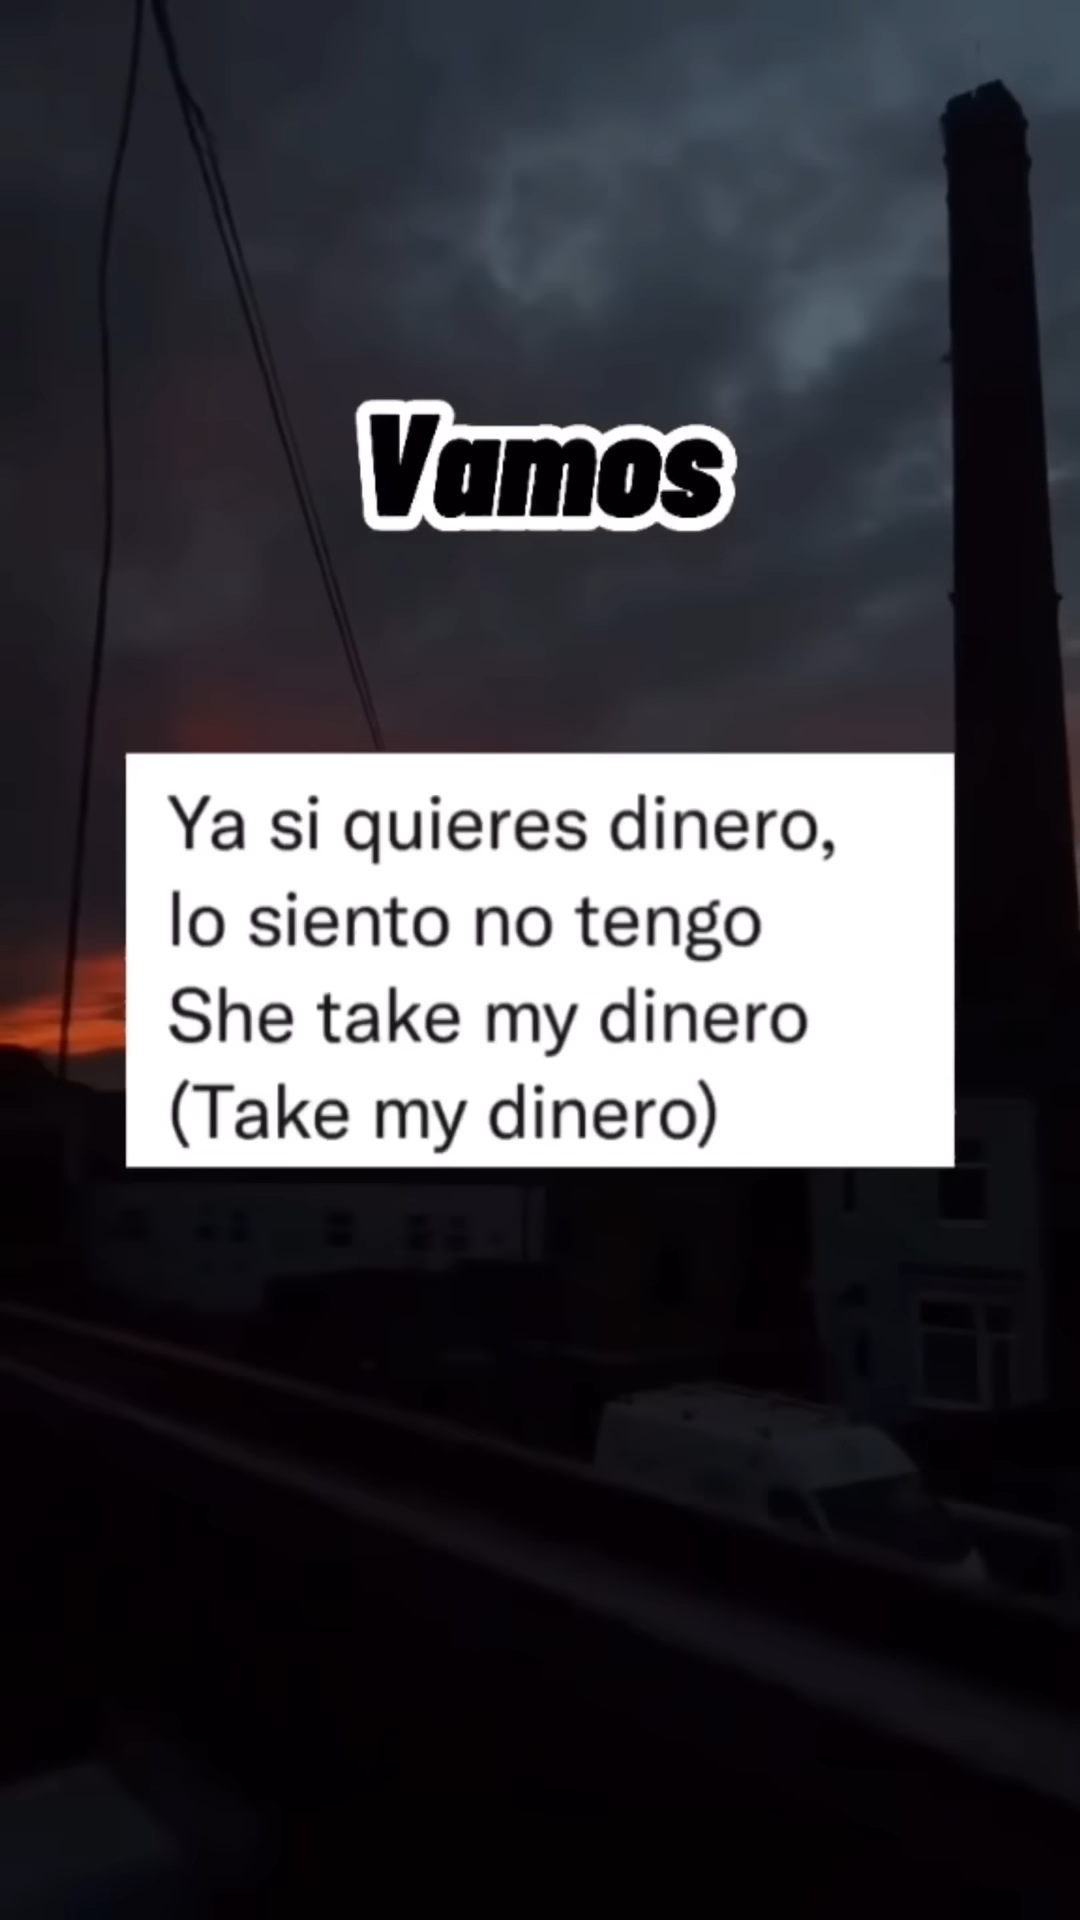 Vamos
Ya si quieres dinero,
lo siento no tengo
She take my dinero
(Take my dinero)